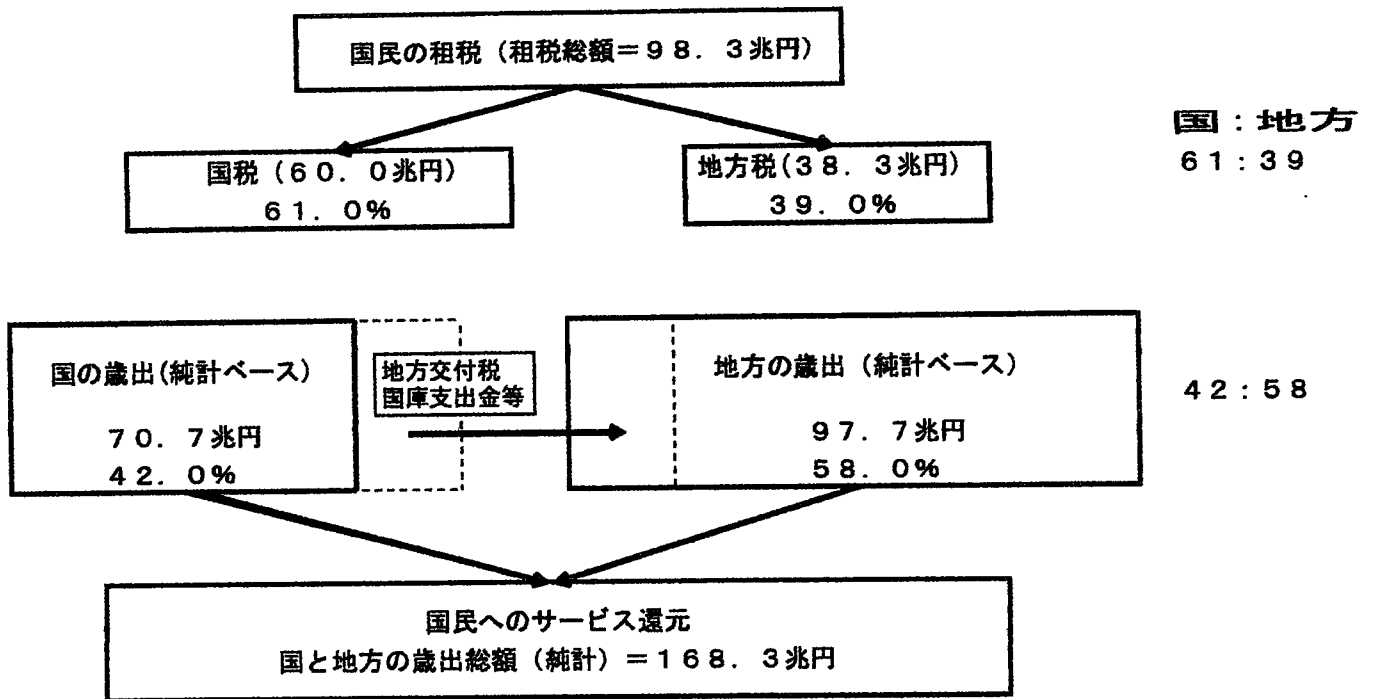 国民の租税（租税総額＝９８．３兆円）
国：地方
６１：３９
国税（６０．０兆円）
６１．０%
地方税（３８．３兆円）
３９．０%
国の歳出（純計ベース）
７０．７兆円
４２．０%
地方交付税
国庫支出金等
地方の歳出（純計ベース）
９７．７兆円
５８．０%
４２：５８
国民へのサービス還元
国と地方の歳出総額（純計）＝１６８．３兆円